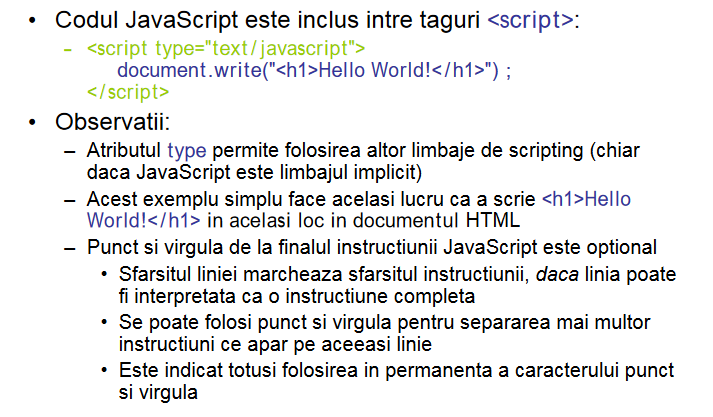 • Codul JavaScript este inclus intre taguri <script>:
– <script type="text/javascript">
document.write("<h1>Hello World!</h1>") ;
</script>
• Observatii:
– Atributul type permite folosirea altor limbaje de scripting (chiar
daca JavaScript este limbajul implicit)
– Acest exemplu simplu face acelasi lucru ca a scrie <h1>Hello
World!</h1> in acelasi loc in documentul HTML
– Punct si virgula de la finalul instructiunii JavaScript este optional
• Sfarsitul liniei marcheaza sfarsitul instructiunii, daca linia poate
fi interpretata ca o instructiune completa
• Se poate folosi punct si virgula pentru separarea mai multor
instructiuni ce apar pe aceeasi linie
• Este indicat totusi folosirea in permanenta a caracterului punct
si virgula